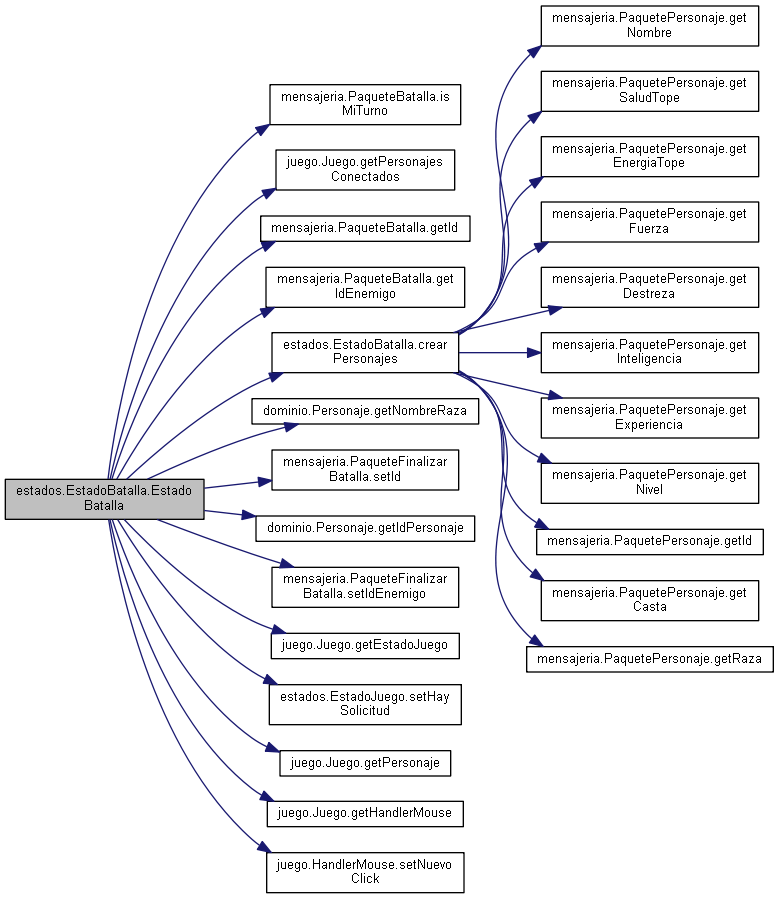 estados.EstadoBatalla.Estado
Batalla
mensajeria.PaqueteBatalla.is
MiTurno
juego.Juego.getPersonajes
Conectados
mensajeria.PaqueteBatalla.getId
mensajeria.PaqueteBatalla.get
IdEnemigo
estados.EstadoBatalla.crear
Personajes
dominio.Personaje.getNombreRaza
mensajeria.PaqueteFinalizar
Batalla.setId
dominio.Personaje.getIdPersonaje
mensajeria.PaqueteFinalizar
Batalla.setIdEnemigo
juego.Juego.getEstadoJuego
estados.EstadoJuego.setHay
Solicitud
juego.Juego.getPersonaje
juego.Juego.getHandlerMouse
juego.HandlerMouse.setNuevo
Click
mensajeria.PaquetePersonaje.get
Nombre
mensajeria.PaquetePersonaje.get
SaludTope
mensajeria.PaquetePersonaje.get
EnergiaTope
mensajeria.PaquetePersonaje.get
Fuerza
mensajeria.PaquetePersonaje.get
Destreza
mensajeria.PaquetePersonaje.get
Inteligencia
mensajeria.PaquetePersonaje.get
Experiencia
mensajeria.PaquetePersonaje.get
Nivel
mensajeria.PaquetePersonaje.getId
mensajeria.PaquetePersonaje.get
Casta
mensajeria.PaquetePersonaje.getRaza